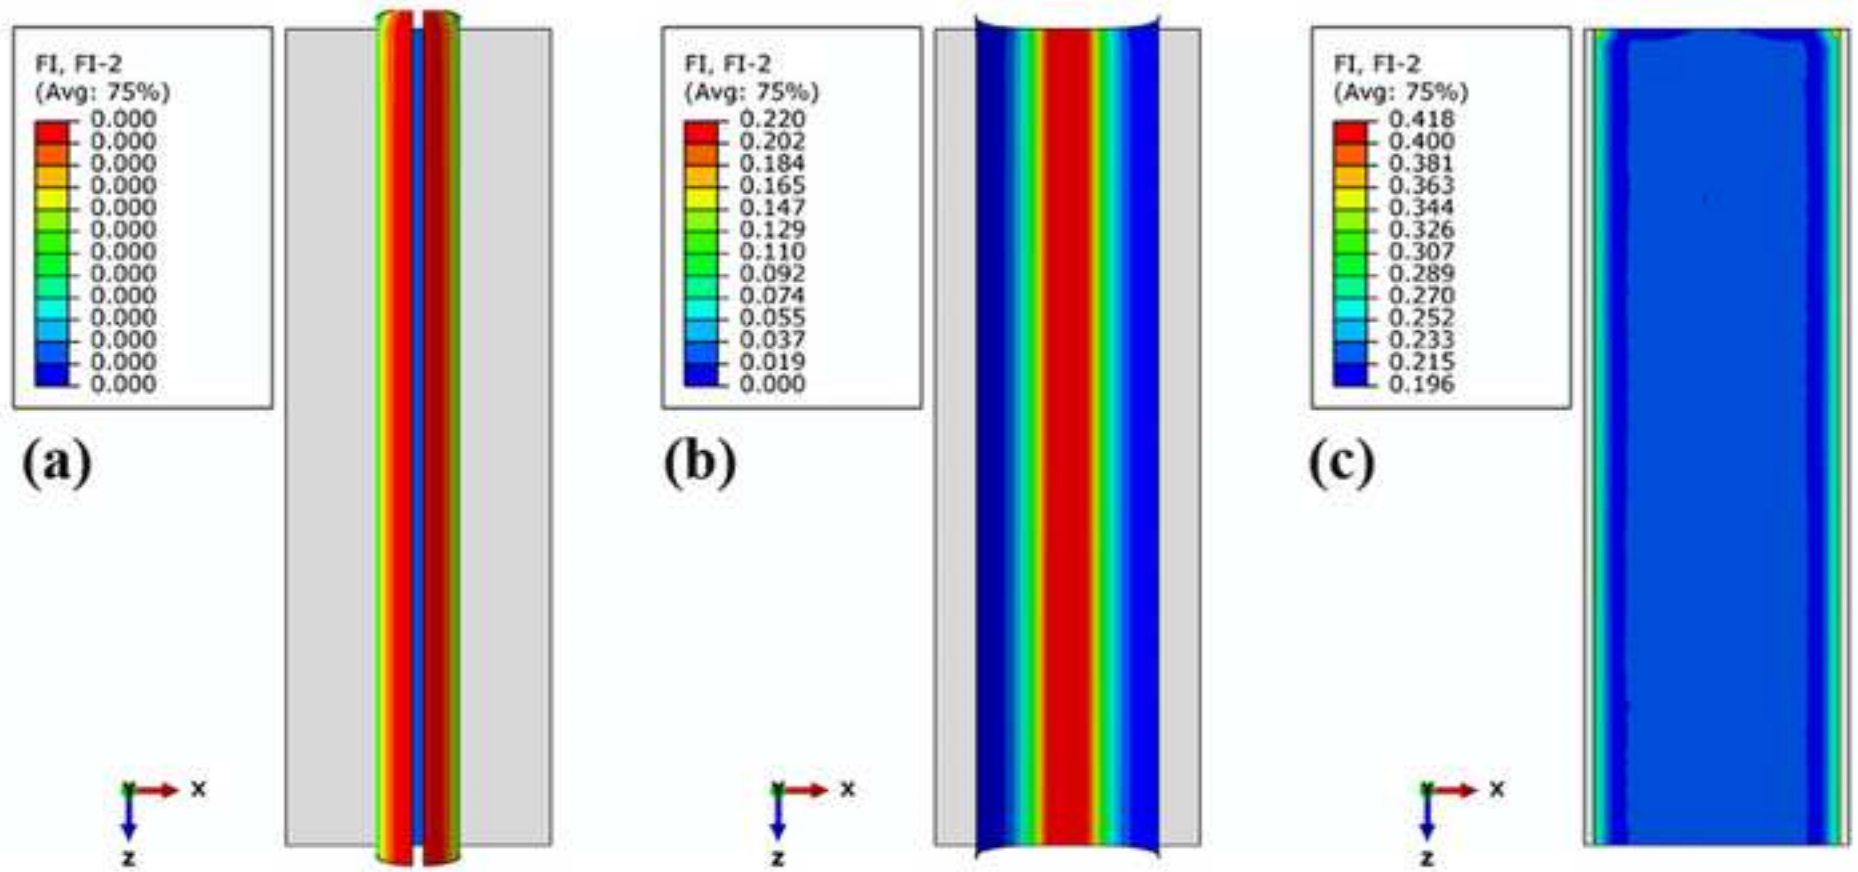 FI, FI-2
(Avg: 75%)
0.000
0.000
0.000
0.000
0.000
0.000
0.000
0.000
0.000
0.000
0.000
0.000
0.000
(a)
Y
X
Z
FI, FI-2
(Avg: 75%)
0.220
0.202
0.184
0.165
0.147
0.129
0.110
0.092
0.074
0.055
0.037
0.019
0.000
(b)
Y
X
Z
FI, FI-2
(Avg: 75%)
0.418
0.400
0.381
0.363
0.344
0.326
0.307
0.289
0.270
0.252
0.233
0.215
0.196
(c)
Y
X
Z